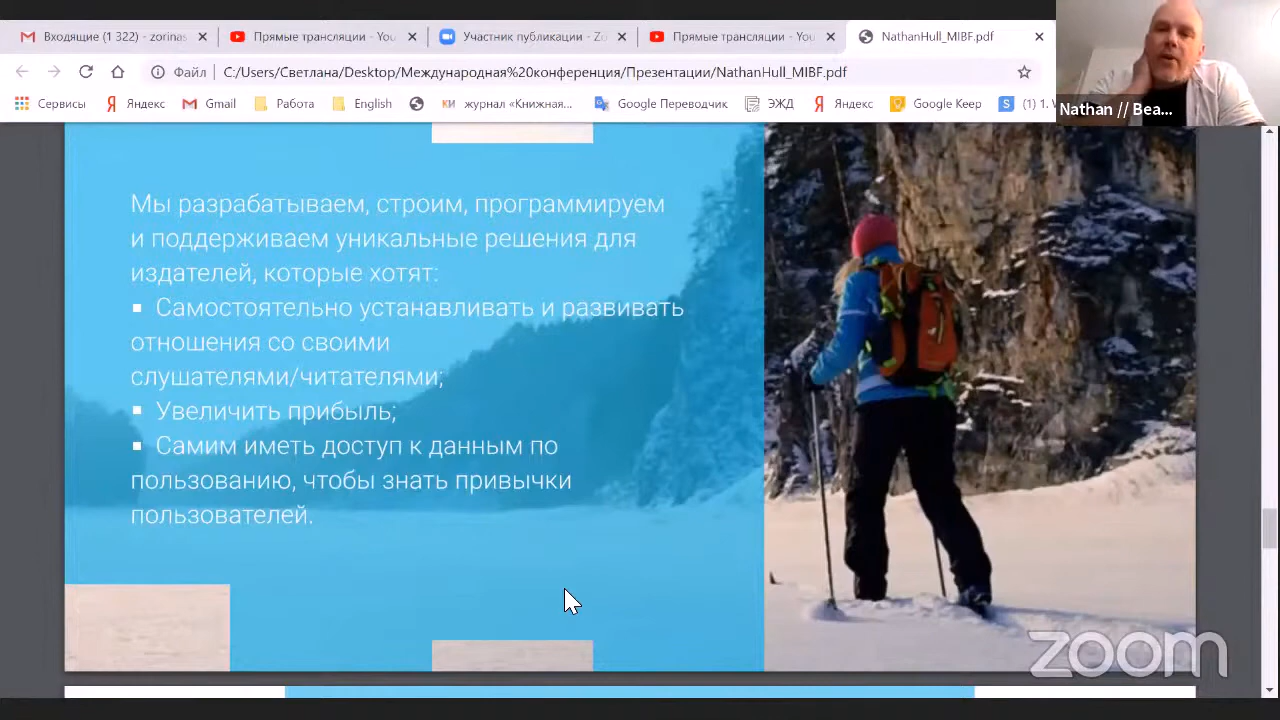 Входящие (1 322) - zorinas
Прямые трансляции - You
Участник публикации - Zo
Прямые трансляции - You
NathanHull_MIBF.pdf
Файл
C:/Users/Светлана/Desktop/Международная%20конференция/Презентации/NathanHull_MIBF.pdf
Сервисы
Яндекс
Gmail
Работа
English
журнал «Книжная...
Google Переводчик
ЭЖД
Яндекс
Google Keep
(1) 1.
Nathan // Bea...
Мы разрабатываем, строим, программируем
и поддерживаем уникальные решения для
издателей, которые хотят:
▪ Самостоятельно устанавливать и развивать
отношения со своими
слушателями/читателями;
▪ Увеличить прибыль;
▪ Самим иметь доступ к данным по
пользованию, чтобы знать привычки
пользователей.
zoom